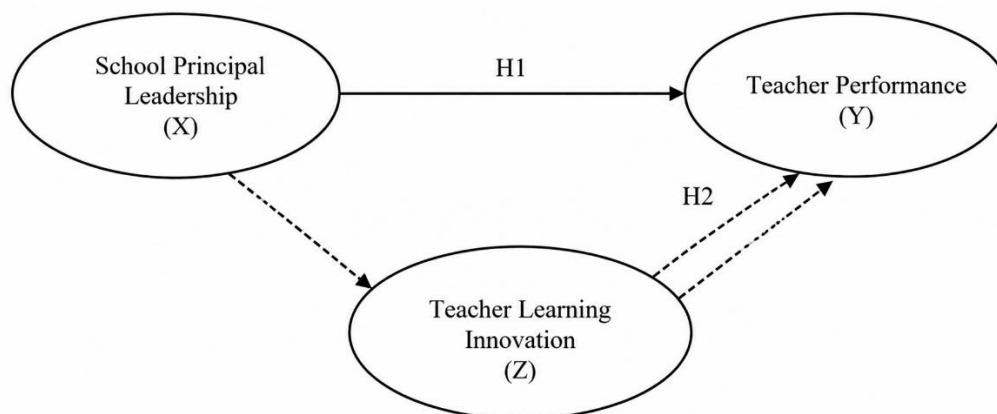 School Principal
Leadership
(X)
H1
Teacher Performance
(Y)
H2
Teacher Learning
Innovation
(Z)